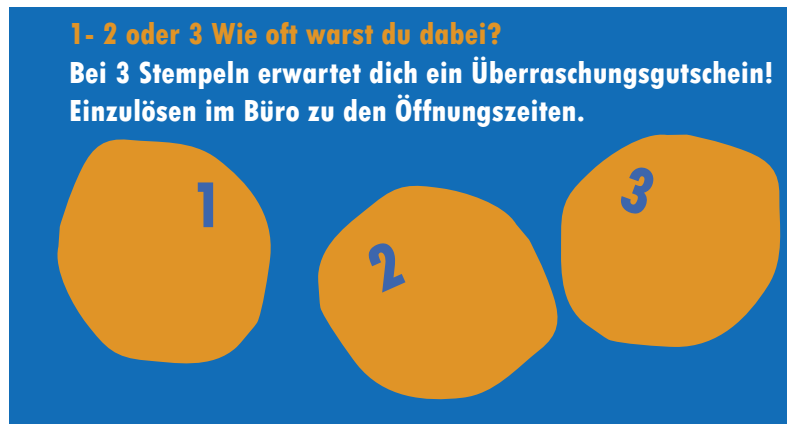 1- 2 oder 3 Wie oft warst du dabei?
Bei 3 Stempeln erwartet dich ein Überraschungsgutschein!
Einzulösen im Büro zu den Öffnungszeiten.
1
2
3